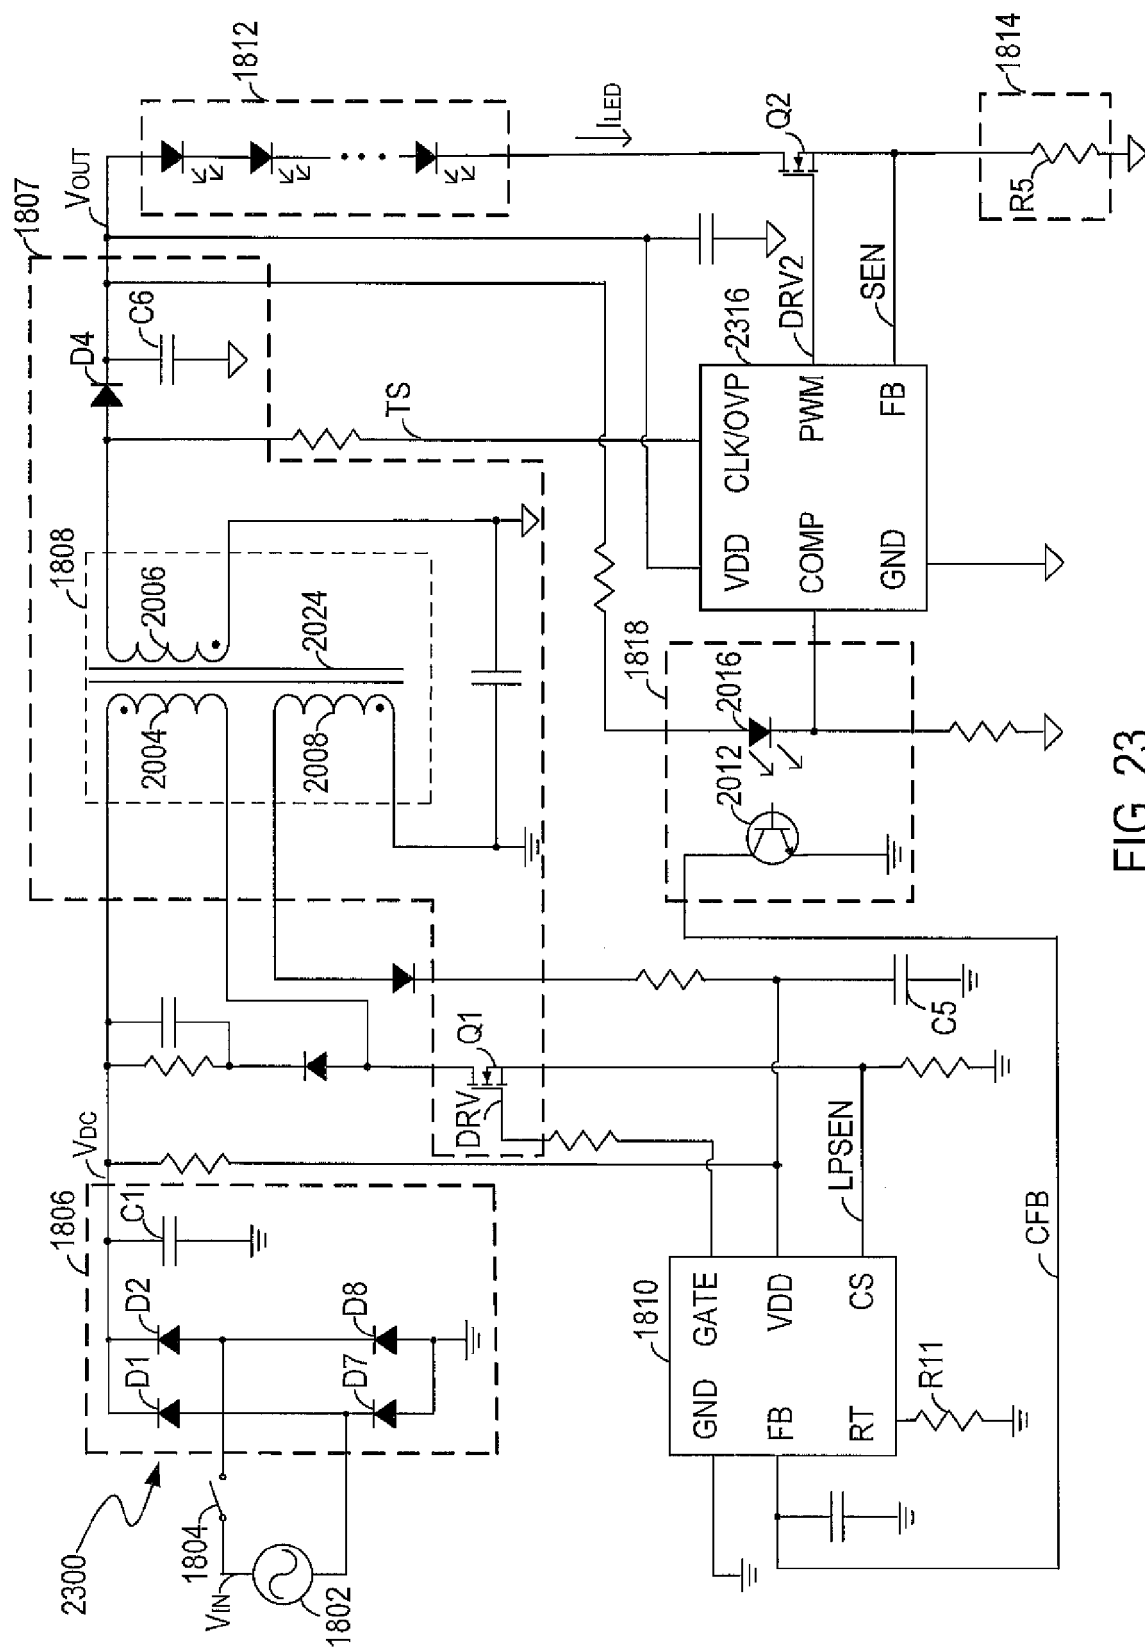 2300
1806
1807
1808
1812
VDC
VOUT
D1
D2
C1
D4
C6
2004
2006
2024
2008
D7
D8
1804
VIN
1802
ILED
TS
DRV
Q1
1818
2012
2016
2316
DRV2
Q2
SEN
1814
R5
VDD
CLK/OVP
COMP
PWM
GND
FB
1810
GND
GATE
FB
VDD
RT
CS
R11
LPSEN
C5
CFB
FIG. 23